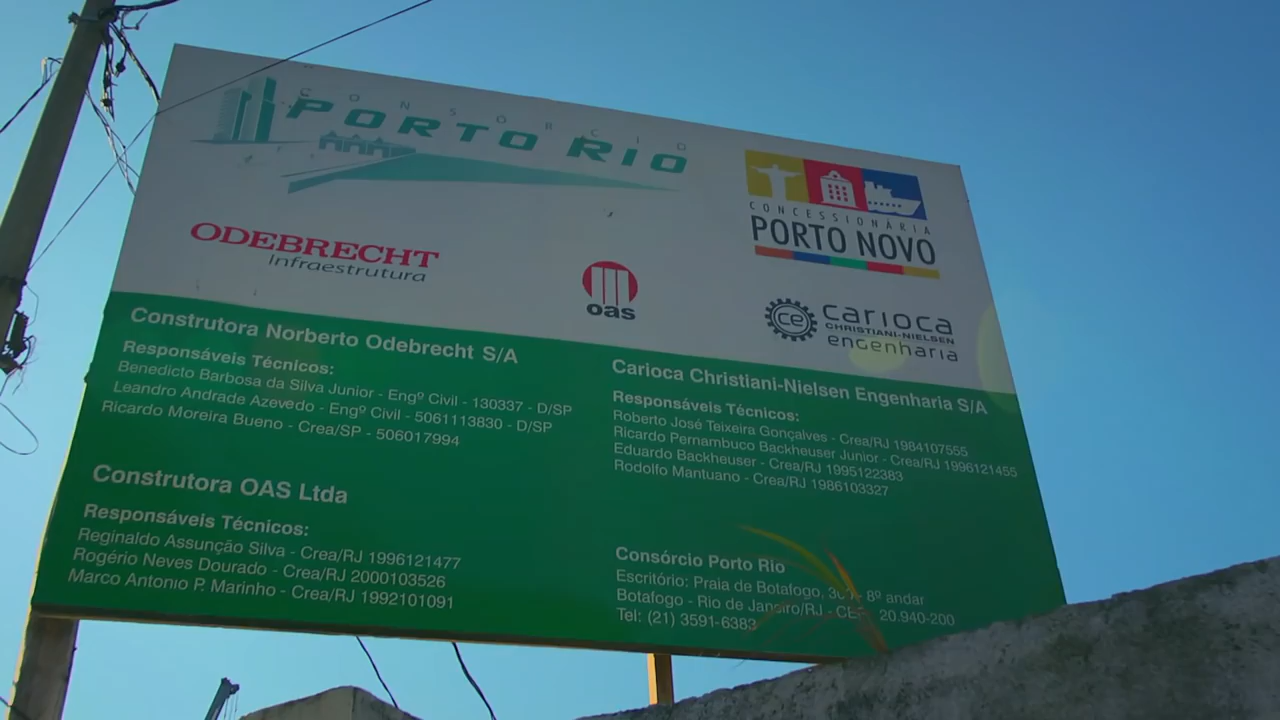 CONSÓRCIO
PORTO RIO
CONCESSIONÁRIA
PORTO NOVO
ODEBRECHT
Infraestrutura
oas
ce
carioca
CHRISTIANI-NIELSEN
engenharia
Construtora Norberto Odebrecht S/A
Responsáveis Técnicos:
Benedicto Barbosa da Silva Junior - Engº Civil - 130337 - D/SP
Leandro Andrade Azevedo - Engº Civil - 5061113830 - D/SP
Ricardo Moreira Bueno - Crea/SP - 506017994
Construtora OAS Ltda
Responsáveis Técnicos:
Reginaldo Assunção Silva - Crea/RJ 1996121477
Rogério Neves Dourado - Crea/RJ 2000103526
Marco Antonio P. Marinho - Crea/RJ 1992101091
Carioca Christiani-Nielsen Engenharia S/A
Responsáveis Técnicos:
Roberto José Teixeira Gonçalves - Crea/RJ 1984107555
Ricardo Pernambuco Backheuser Junior - Crea/RJ 1996121455
Eduardo Backheuser - Crea/RJ 1995122383
Rodolfo Mantuano - Crea/RJ 1986103327
Consórcio Porto Rio
Escritório: Praia de Botafogo, 8º andar
Botafogo - Rio de Janeiro/RJ - CEP 20.940-200
Tel: (21) 3591-6383